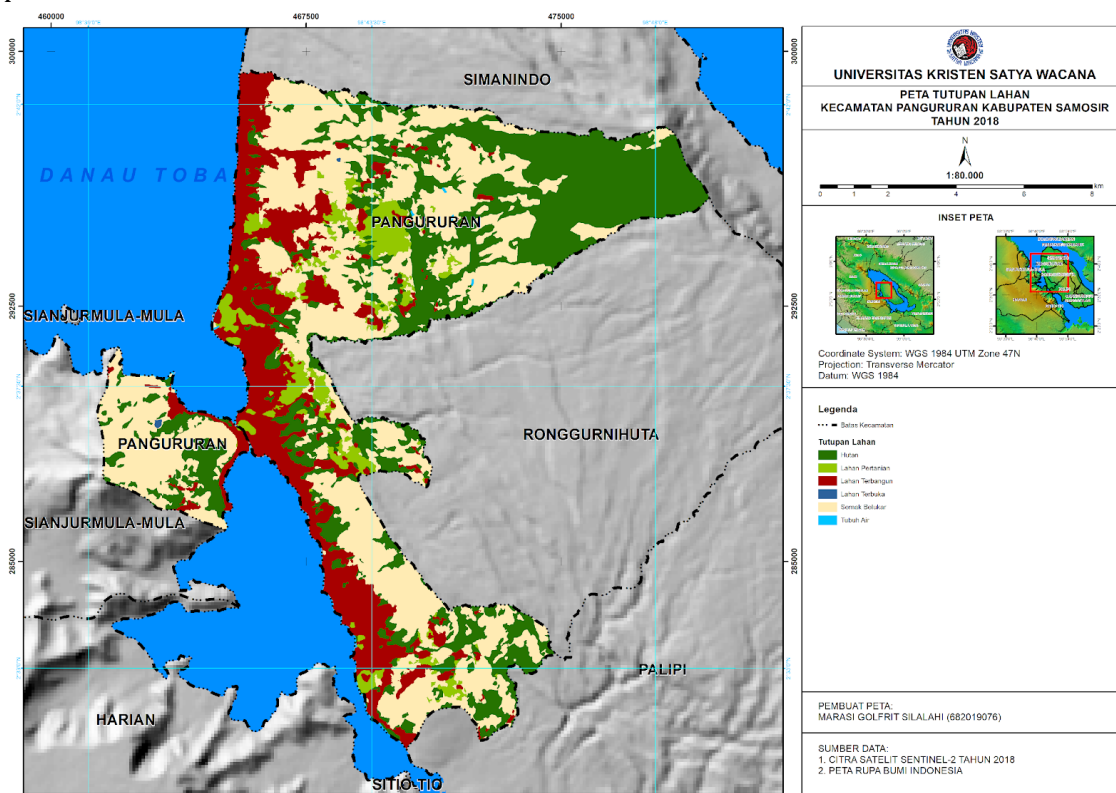 460000
467500
475000
300000
300000
SIMANINDO
DANAU TOBA
PANGURURAN
292500
292500
SIANJURMULA-MULA
PANGURURAN
RONGGURNIHUTA
SIANJURMULA-MULA
285000
285000
PALIPI
HARIAN
SITIO-TIO
UNIVERSITAS KRISTEN SATYA WACANA
PETA TUTUPAN LAHAN
KECAMATAN PANGURURAN KABUPATEN SAMOSIR
TAHUN 2018
N
1:80.000
0 1 2 4 6 8 km
INSET PETA
Coordinate System: WGS 1984 UTM Zone 47N
Projection: Transverse Mercator
Datum: WGS 1984
Legenda
Batas Kecamatan
Tutupan Lahan
Hutan
Lahan Pertanian
Lahan Terbangun
Lahan Terbuka
Semak Belukar
Tubuh Air
PEMBUAT PETA:
MARASI GOLFRIT SILALAHI (682019076)
SUMBER DATA:
1. CITRA SATELIT SENTINEL-2 TAHUN 2018
2. PETA RUPA BUMI INDONESIA